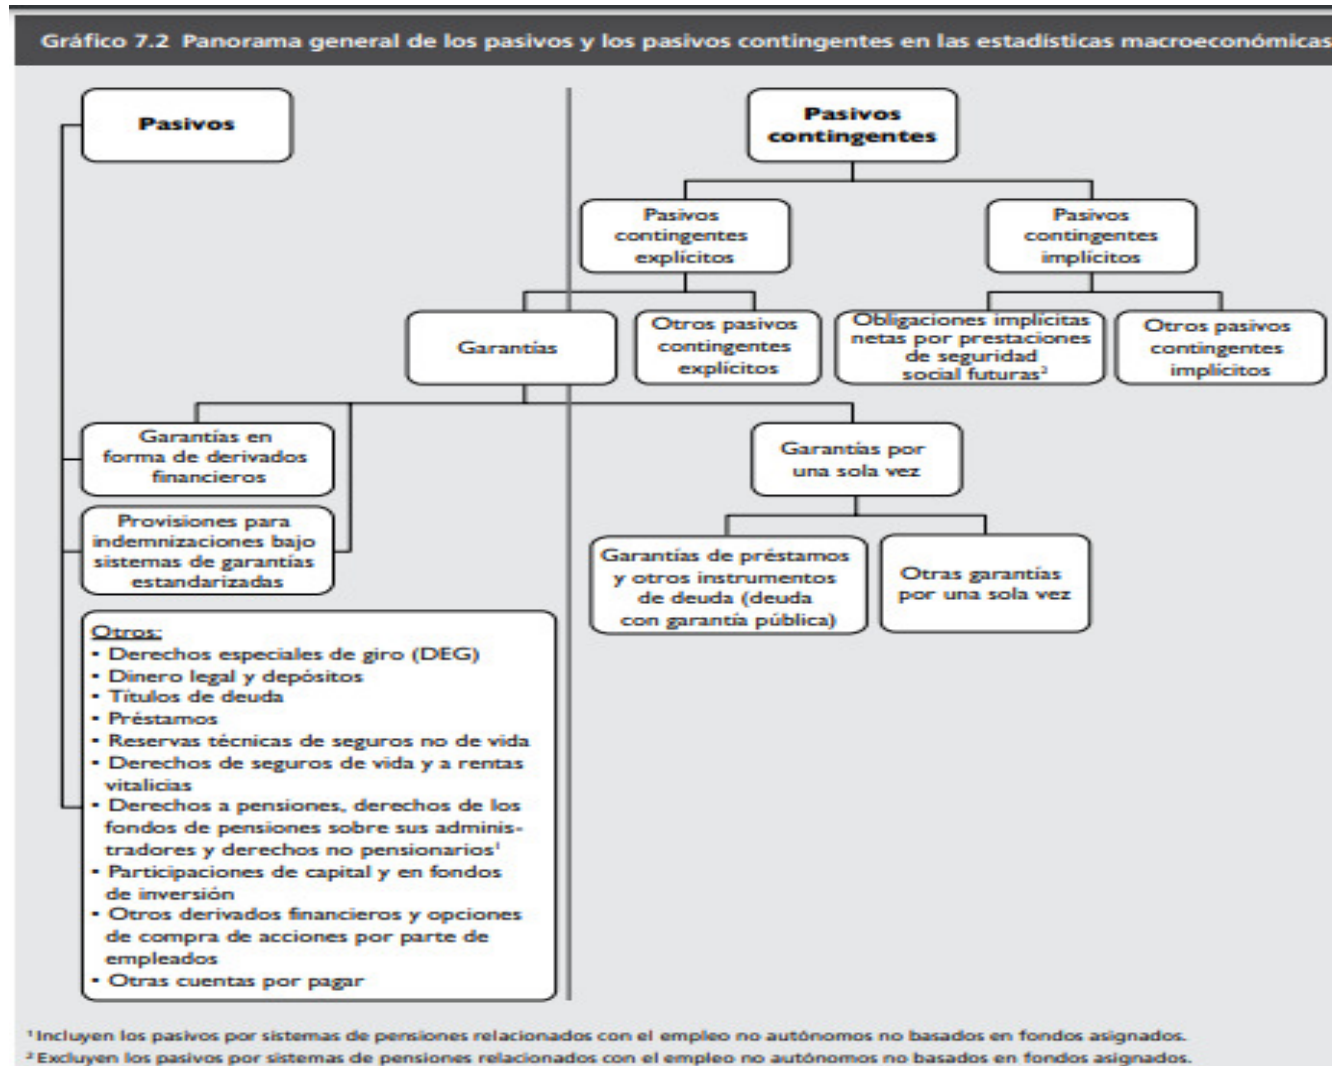 Gráfico 7.2 Panorama general de los pasivos y los pasivos contingentes en las estadísticas macroeconómicas
Pasivos
Pasivos
contingentes
Pasivos
contingentes
explícitos
Pasivos
contingentes
implícitos
Garantías
Otros pasivos
contingentes
explícitos
Obligaciones implícitas
netas por prestaciones
de seguridad
social futuras²
Otros pasivos
contingentes
implícitos
Garantías en
forma de derivados
financieros
Garantías por
una sola vez
Provisiones para
indemnizaciones bajo
sistemas de garantías
estandarizadas
Garantías de préstamos
y otros instrumentos
de deuda (deuda
con garantía pública)
Otras garantías
por una sola vez
Otros:
• Derechos especiales de giro (DEG)
• Dinero legal y depósitos
• Títulos de deuda
• Préstamos
• Reservas técnicas de seguros no de vida
• Derechos de seguros de vida y a rentas
vitalicias
• Derechos a pensiones, derechos de los
fondos de pensiones sobre sus adminis-
tradores y derechos no pensionarios¹
• Participaciones de capital y en fondos
de inversión
• Otros derivados financieros y opciones
de compra de acciones por parte de
empleados
• Otras cuentas por pagar
¹ Incluyen los pasivos por sistemas de pensiones relacionados con el empleo no autónomos no basados en fondos asignados.
² Excluyen los pasivos por sistemas de pensiones relacionados con el empleo no autónomos no basados en fondos asignados.